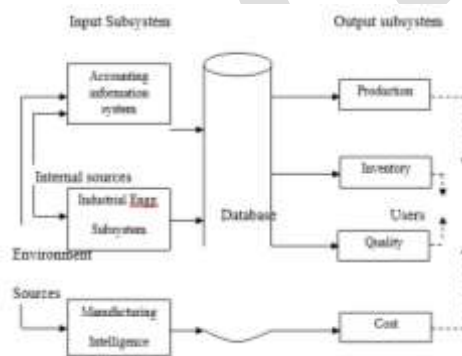 Input Subsystem
Output subsystem
Accounting
information
system
Production
Internal sources
Inventory
Industrial Engg
Subsystem
Database
Users
Quality
Environment
Sources
Manufacturing
Intelligence
Cost